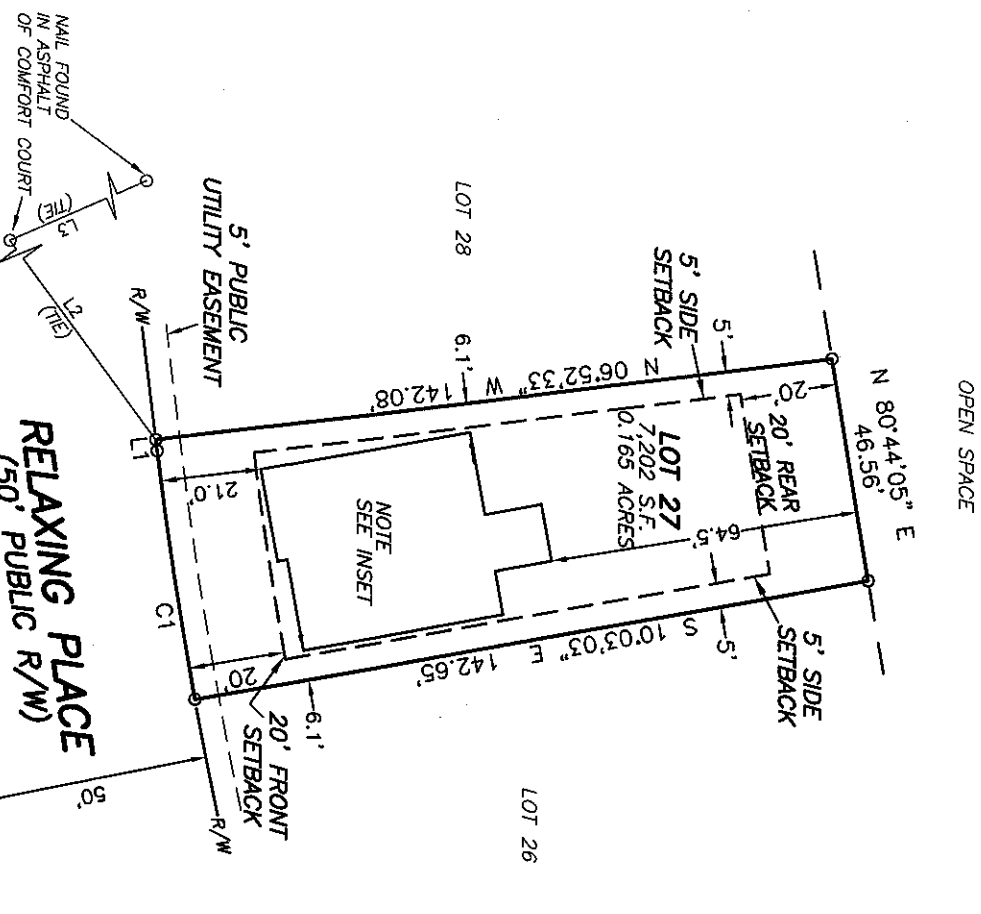 OPEN SPACE
N 80°44'05" E
46.56'
20'
20' REAR
SETBACK
5'
5' SIDE
SETBACK
LOT 28
6.1'
N 06°52'33" W 142.08'
LOT 27
7,202 S.F.
0.165 ACRES
64.5'
5' SIDE
SETBACK
5'
S 10°03'03" E 142.65'
NOTE
SEE INSET
21.0'
20'
6.1'
20' FRONT
SETBACK
LOT 26
5' PUBLIC
UTILITY EASEMENT
R/W
L1
C1
R/W
NAIL FOUND
IN ASPHALT
OF COMFORT COURT
L3
(TIE)
L2
(TIE)
RELAXING PLACE
(50' PUBLIC R/W)
50'